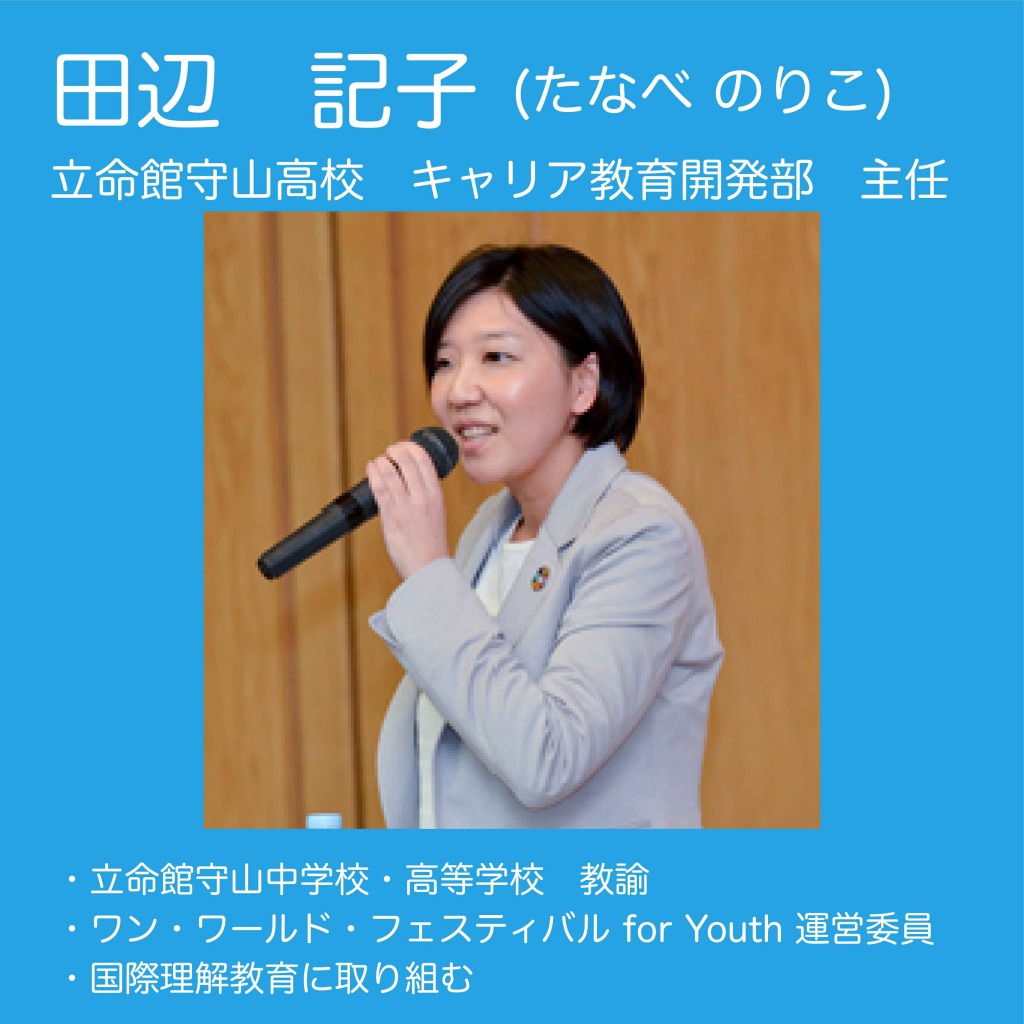 田辺　記子 (たなべ のりこ)
立命館守山高校　キャリア教育開発部　主任
・立命館守山中学校・高等学校　教諭
・ワン・ワールド・フェスティバル for Youth 運営委員
・国際理解教育に取り組む